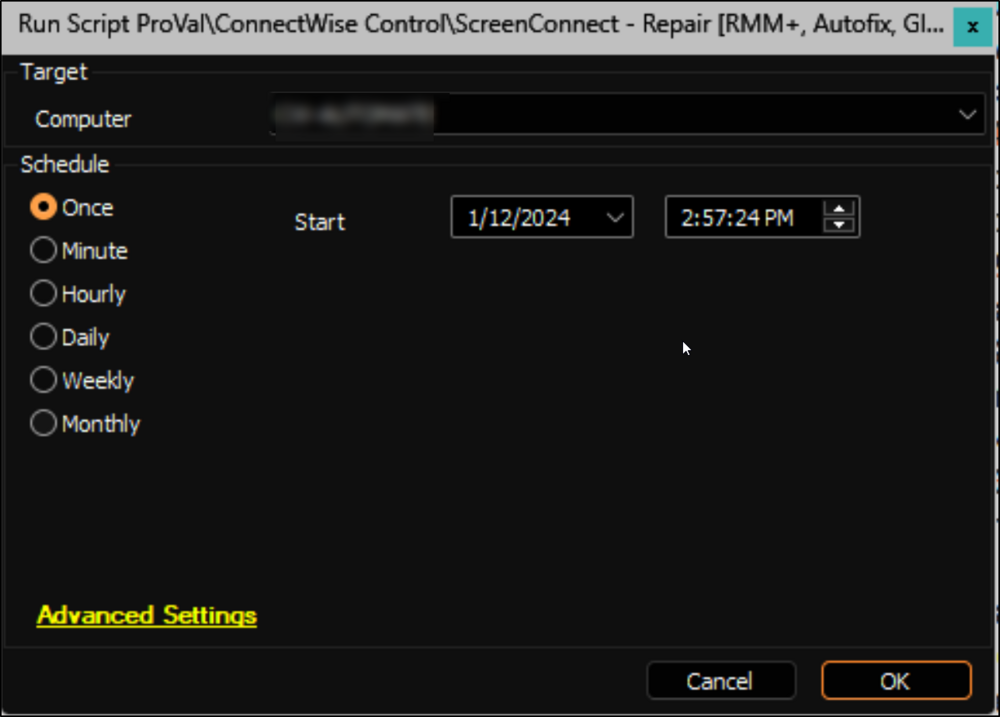 Run Script ProVal\ConnectWise Control\ScreenConnect - Repair [RMM+, Autofix, Gl... x
Target
Computer
Schedule
Once
Start 1/12/2024 2:57:24 PM
Minute
Hourly
Daily
Weekly
Monthly
Advanced Settings
Cancel OK